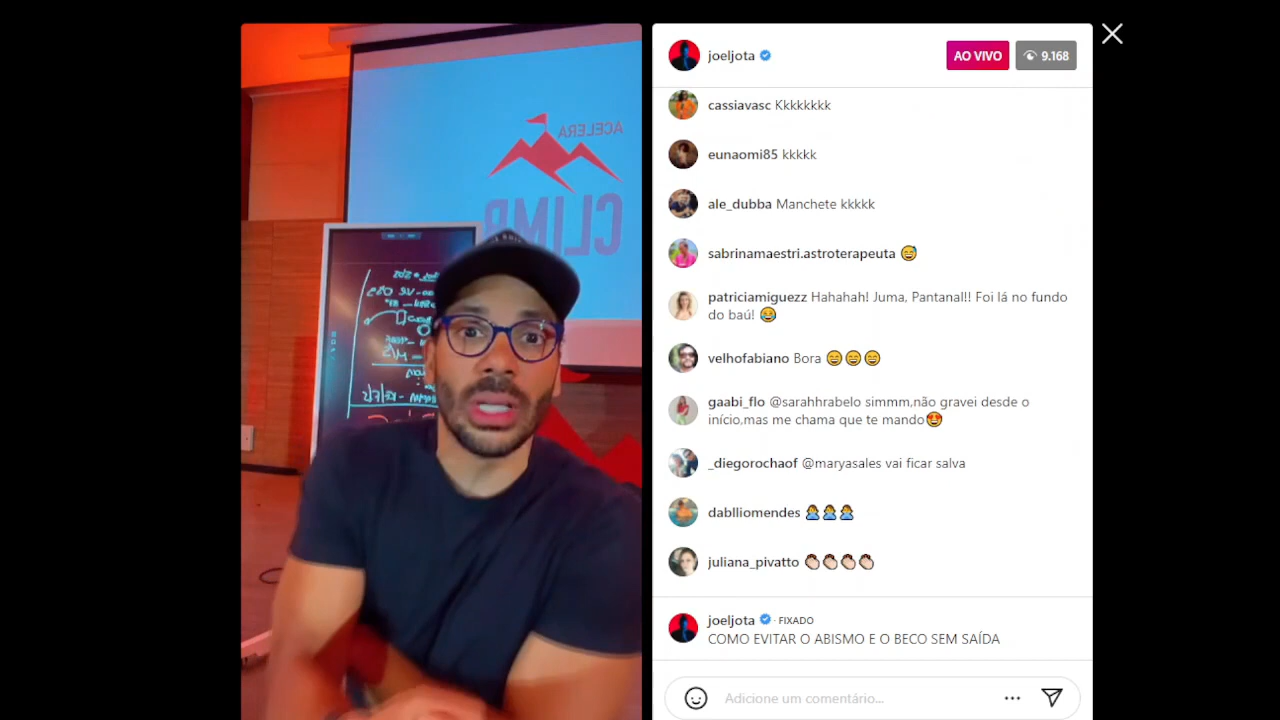 ACELERA
CLIMB
joeljota
AO VIVO
9.168
cassiavasc Kkkkkkkk
eunaomi85 kkkkk
ale_dubba Manchete kkkkk
sabrinamaestri.astroterapeuta 😅
patriciamiguezz Hahahah! Juma, Pantanal!! Foi lá no fundo
do baú! 😂
velhofabiano Bora 😄😄😄
gaabi_flo @sarahhrabelo simmm,não gravei desde o
início,mas me chama que te mando😍
_diegorochaof @maryasales vai ficar salva
dablliomendes 🤦‍♂️🤦‍♂️🤦‍♂️
juliana_pivatto 👏🏻👏🏻👏🏻👏🏻
joeljota · FIXADO
COMO EVITAR O ABISMO E O BECO SEM SAÍDA
Adicione um comentário...